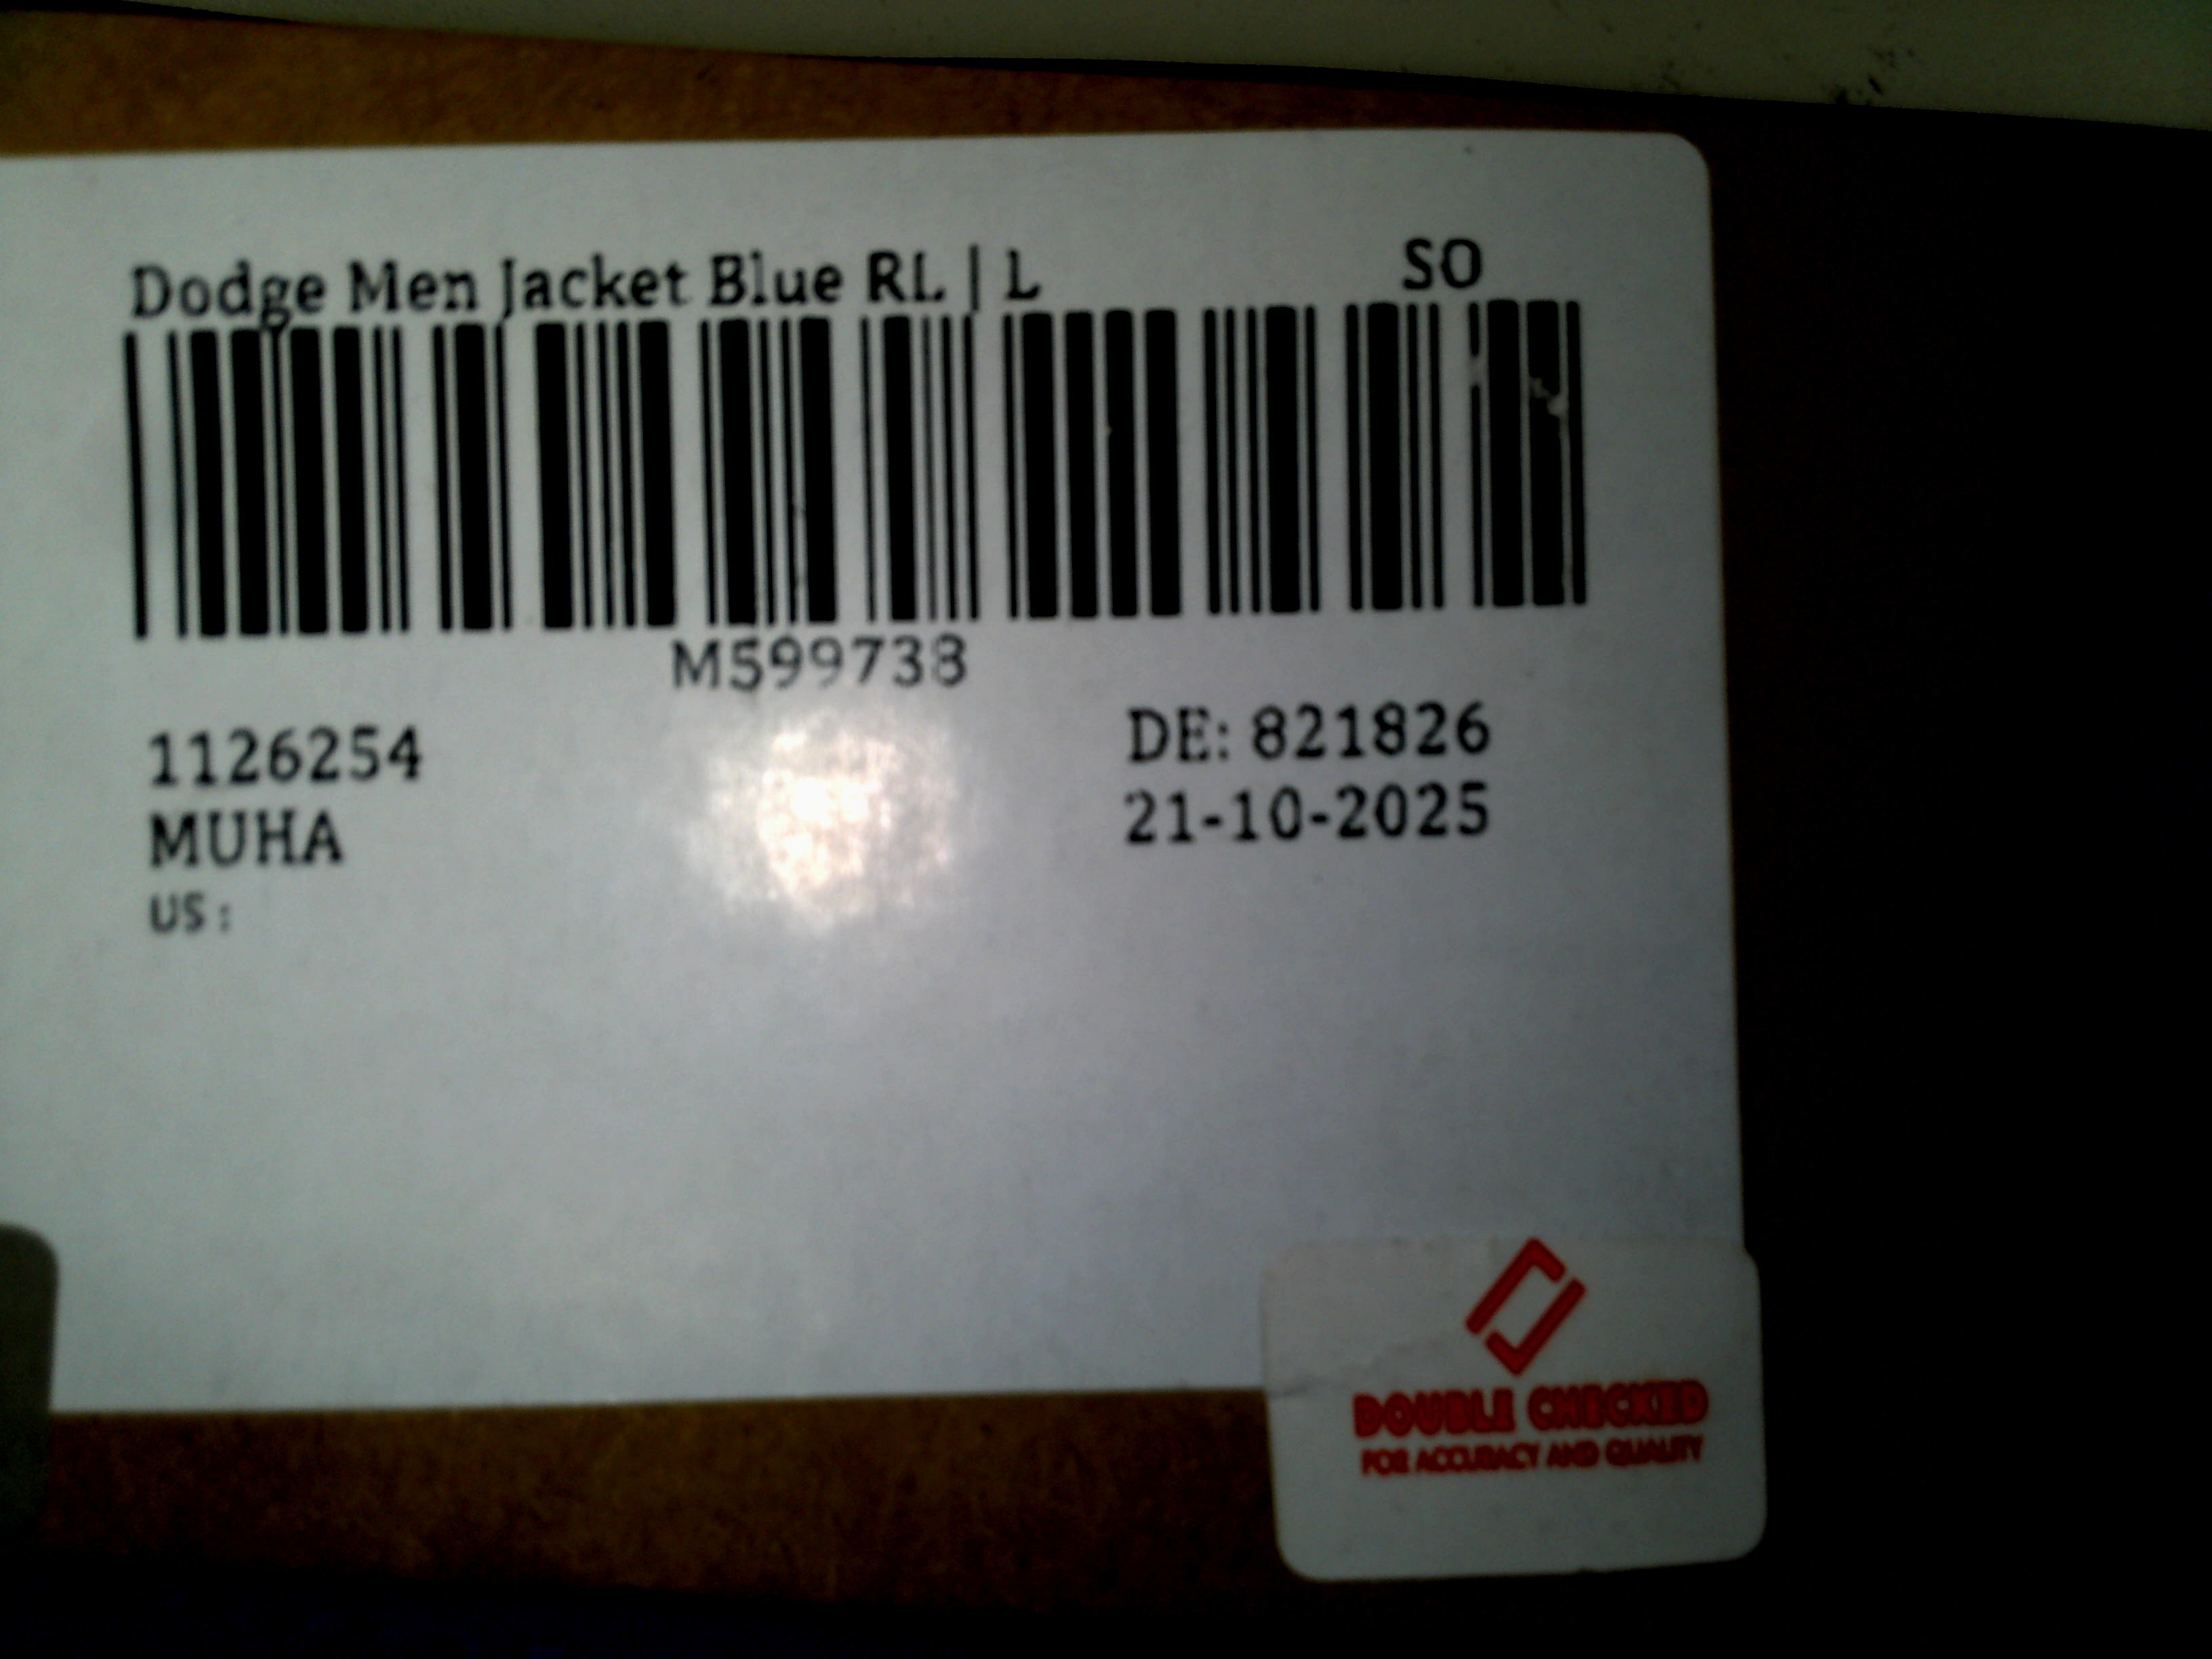 Dodge Men Jacket Blue RL | L
SO
M599738
1126254
DE: 821826
MUHA
21-10-2025
US :
DOUBLE CHECKED
FOR ACCURACY AND QUALITY